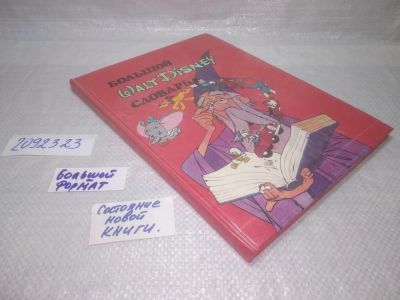 БОЛЬШОЙ
WALT DISNEY
СЛОВАРЬ
2092323
БОЛЬШОЙ
ФОРМАТ
СОСТОЯНИЕ
НОВОЙ
КНИГИ.